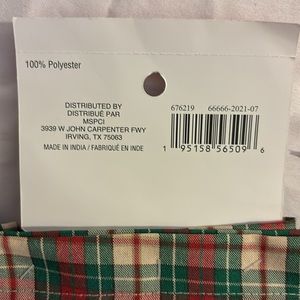 100% Polyester
DISTRIBUTED BY
DISTRIBUÉ PAR
MSPCI
3939 W JOHN CARPENTER FWY
IRVING, TX 75063
MADE IN INDIA / FABRIQUÉ EN INDE
676219 66666-2021-07
1 95158 56509 6